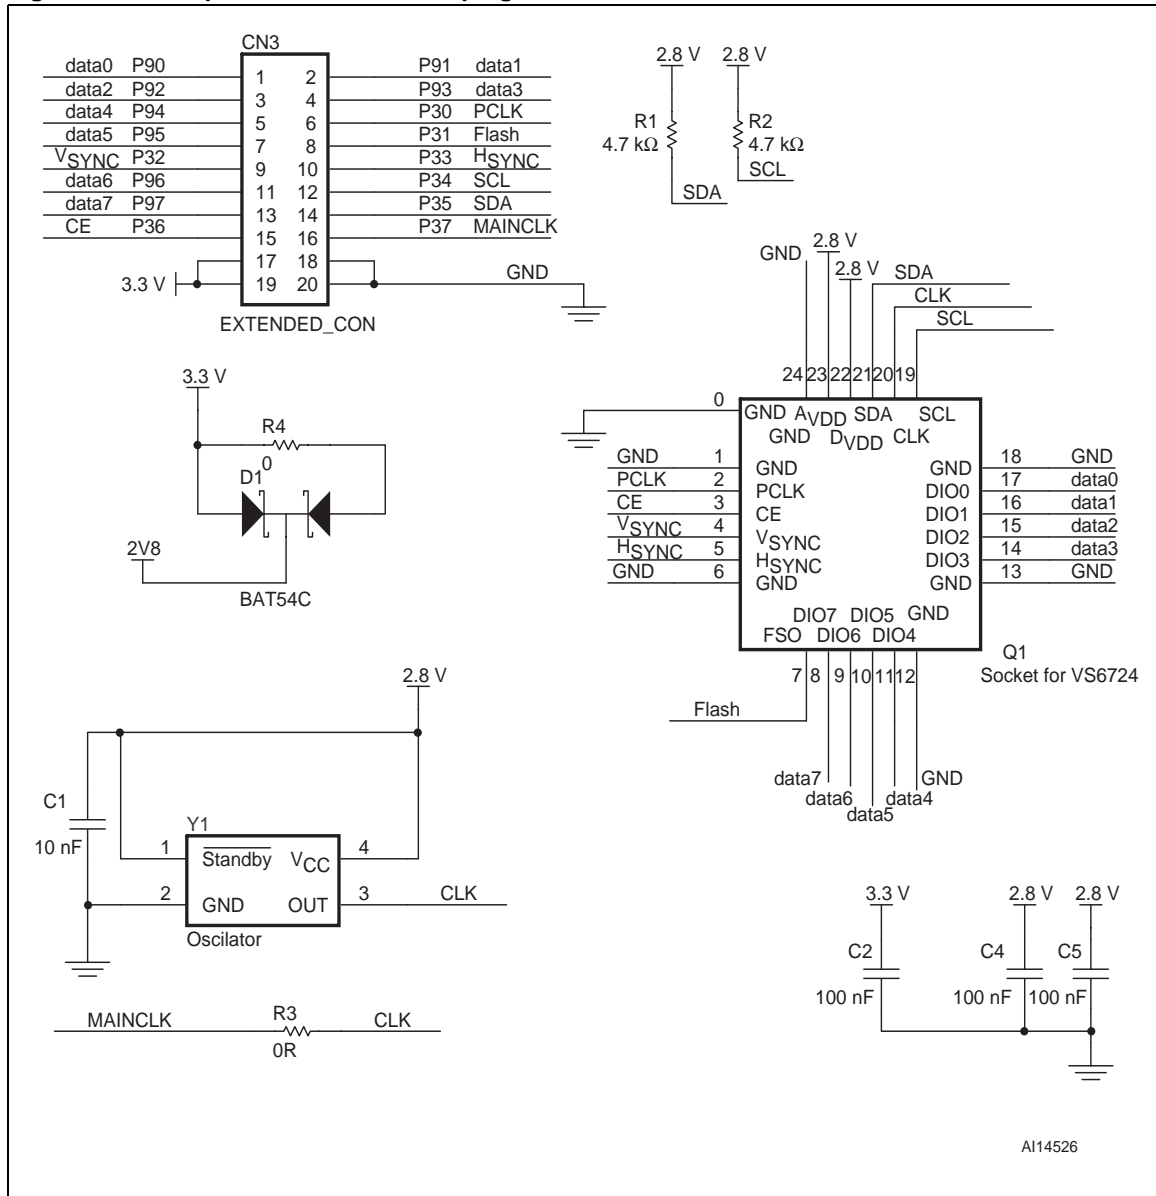 CN3
data0 P90 1 2 P91 data1
data2 P92 3 4 P93 data3
data4 P94 5 6 P30 PCLK
data5 P95 7 8 P31 Flash
VSYNC P32 9 10 P33 HSYNC
data6 P96 11 12 P34 SCL
data7 P97 13 14 P35 SDA
CE P36 15 16 P37 MAINCLK
17 18
3.3 V 19 20 GND
EXTENDED_CON
2.8 V 2.8 V
R1 R2
4.7 kΩ 4.7 kΩ
SCL
SDA
3.3 V
R4
0
D1
2V8
BAT54C
2.8 V
GND
2.8 V
SDA
CLK
SCL
24 23 22 21 20 19
0 GND AVDD SDA SCL
GND DVDD CLK
GND 1 GND GND 18 GND
PCLK 2 PCLK DIO0 17 data0
CE 3 CE DIO1 16 data1
VSYNC 4 VSYNC DIO2 15 data2
HSYNC 5 HSYNC DIO3 14 data3
GND 6 GND GND 13 GND
DIO7 DIO5 GND
FSO DIO6 DIO4
7 8 9 10 11 12
Q1
Socket for VS6724
Flash
data7
data6
data5
data4
GND
2.8 V
C1
10 nF
Y1
1 Standby VCC 4
2 GND OUT 3 CLK
Oscilator
MAINCLK R3 CLK
0R
3.3 V 2.8 V 2.8 V
C2 C4 C5
100 nF 100 nF 100 nF
AI14526